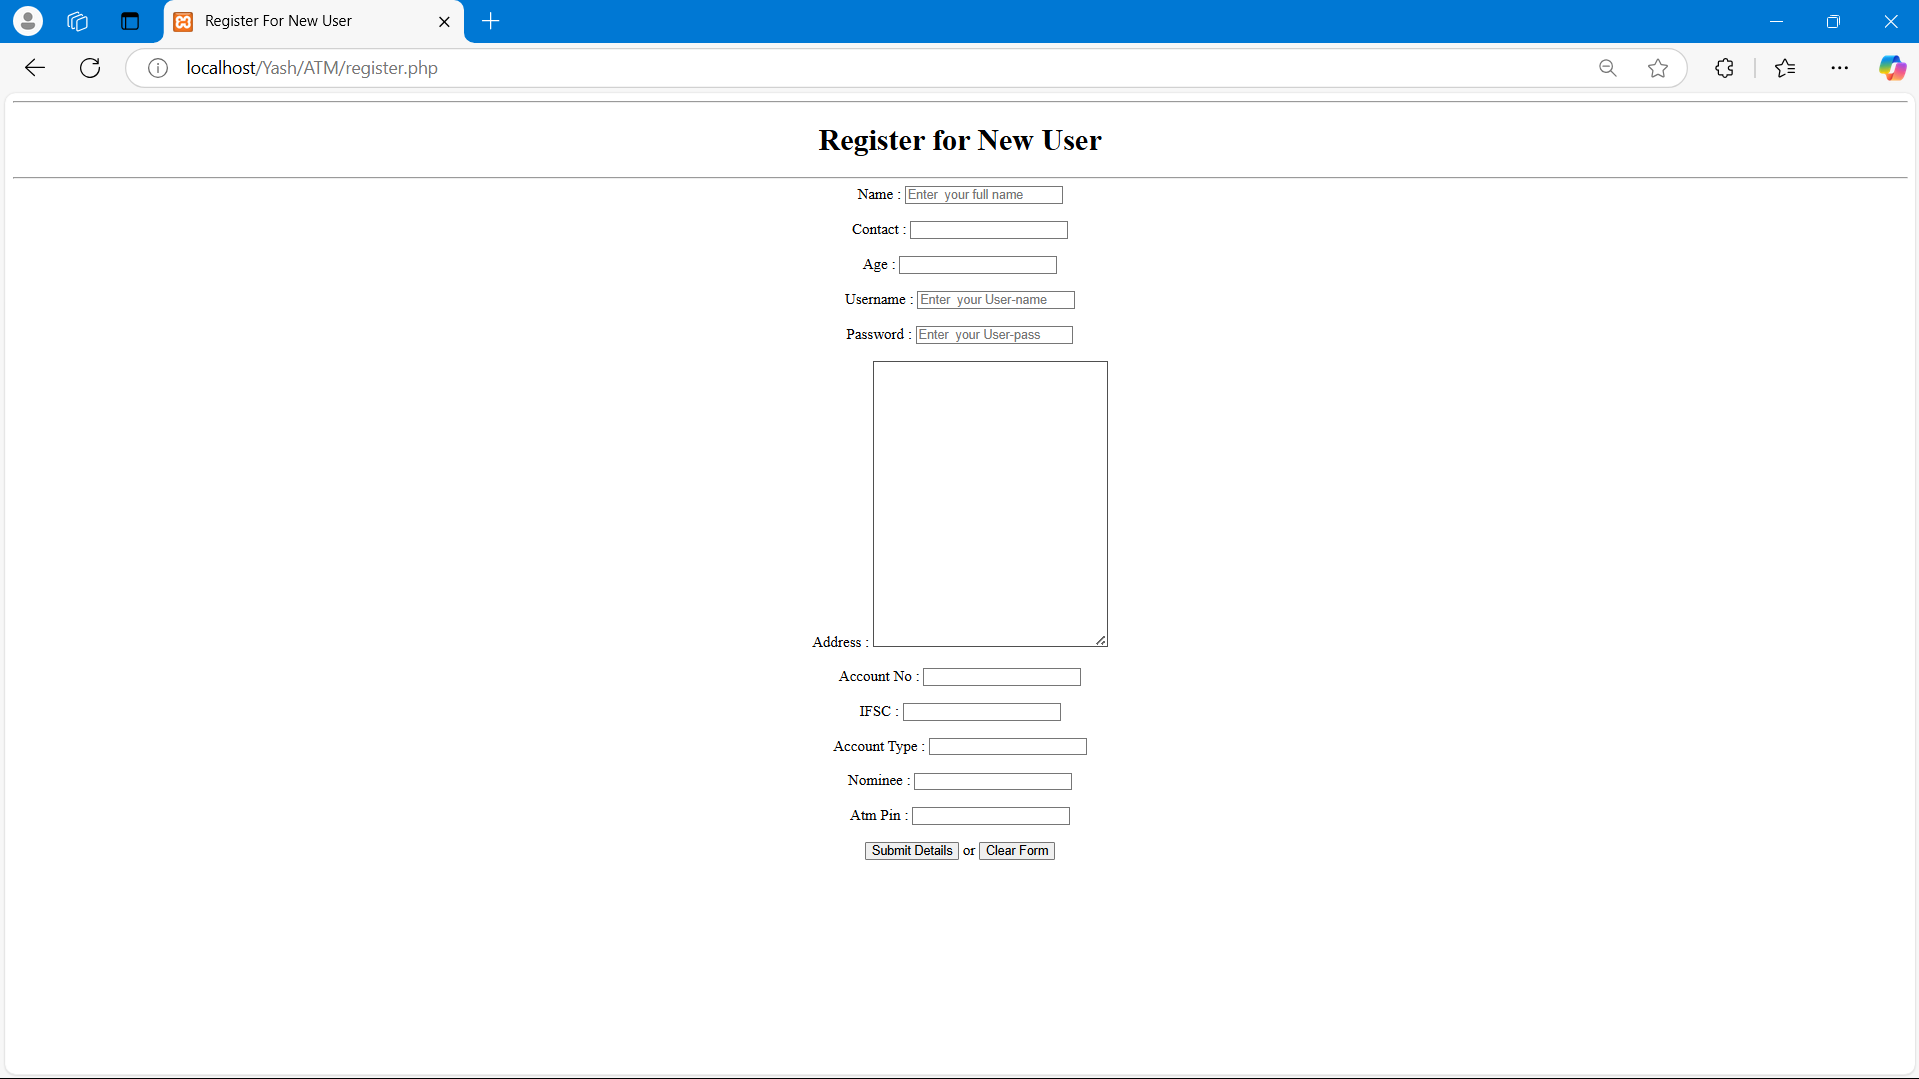 Register For New User
localhost/Yash/ATM/register.php
Register for New User
Name : Enter  your full name
Contact :
Age :
Username : Enter  your User-name
Password : Enter  your User-pass
Address :
Account No :
IFSC :
Account Type :
Nominee :
Atm Pin :
Submit Details or Clear Form